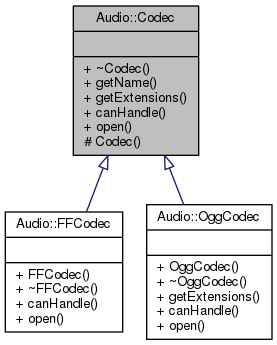 Audio::Codec
+ ~Codec()
+ getName()
+ getExtensions()
+ canHandle()
+ open()
# Codec()
Audio::FFCodec
+ FFCodec()
+ ~FFCodec()
+ canHandle()
+ open()
Audio::OggCodec
+ OggCodec()
+ ~OggCodec()
+ getExtensions()
+ canHandle()
+ open()